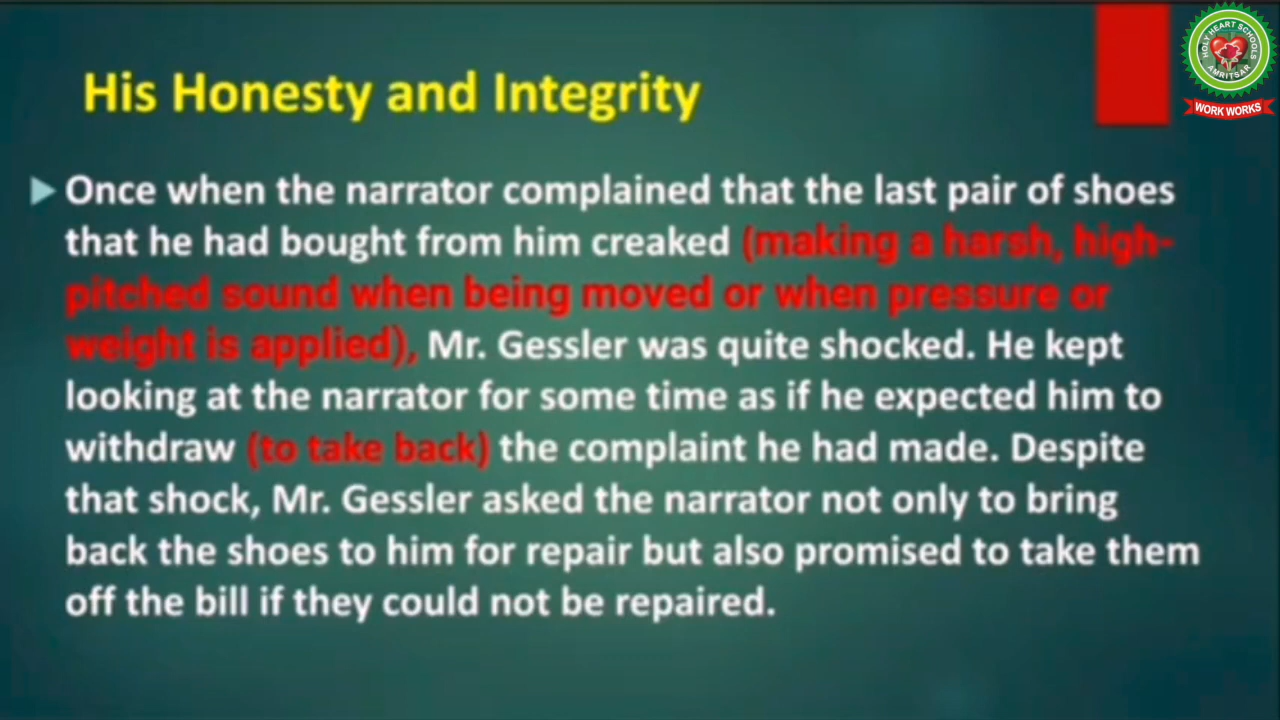 His Honesty and Integrity
HOLY HEART SCHOOLS
AMRITSAR
WORK WORKS
Once when the narrator complained that the last pair of shoes
that he had bought from him creaked (making a harsh, high-
pitched sound when being moved or when pressure or
weight is applied), Mr. Gessler was quite shocked. He kept
looking at the narrator for some time as if he expected him to
withdraw (to take back) the complaint he had made. Despite
that shock, Mr. Gessler asked the narrator not only to bring
back the shoes to him for repair but also promised to take them
off the bill if they could not be repaired.